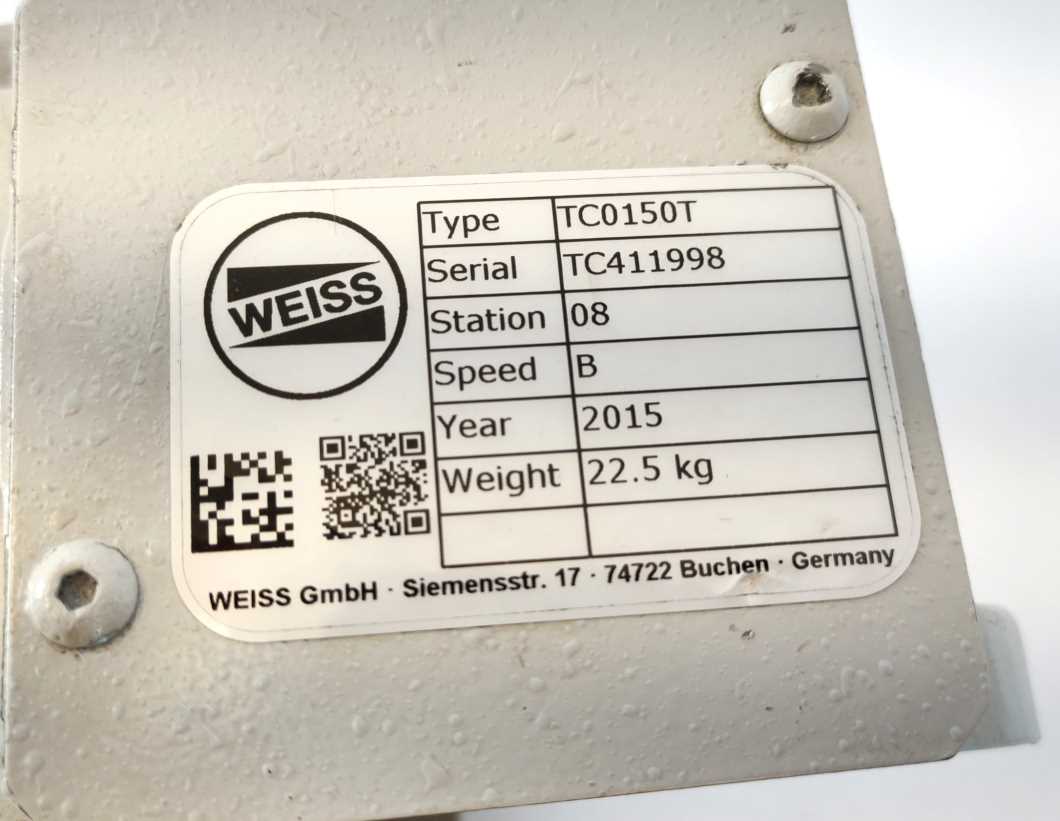 WEISS
Type TC0150T
Serial TC411998
Station 08
Speed B
Year 2015
Weight 22.5 kg
WEISS GmbH · Siemensstr. 17 · 74722 Buchen · Germany